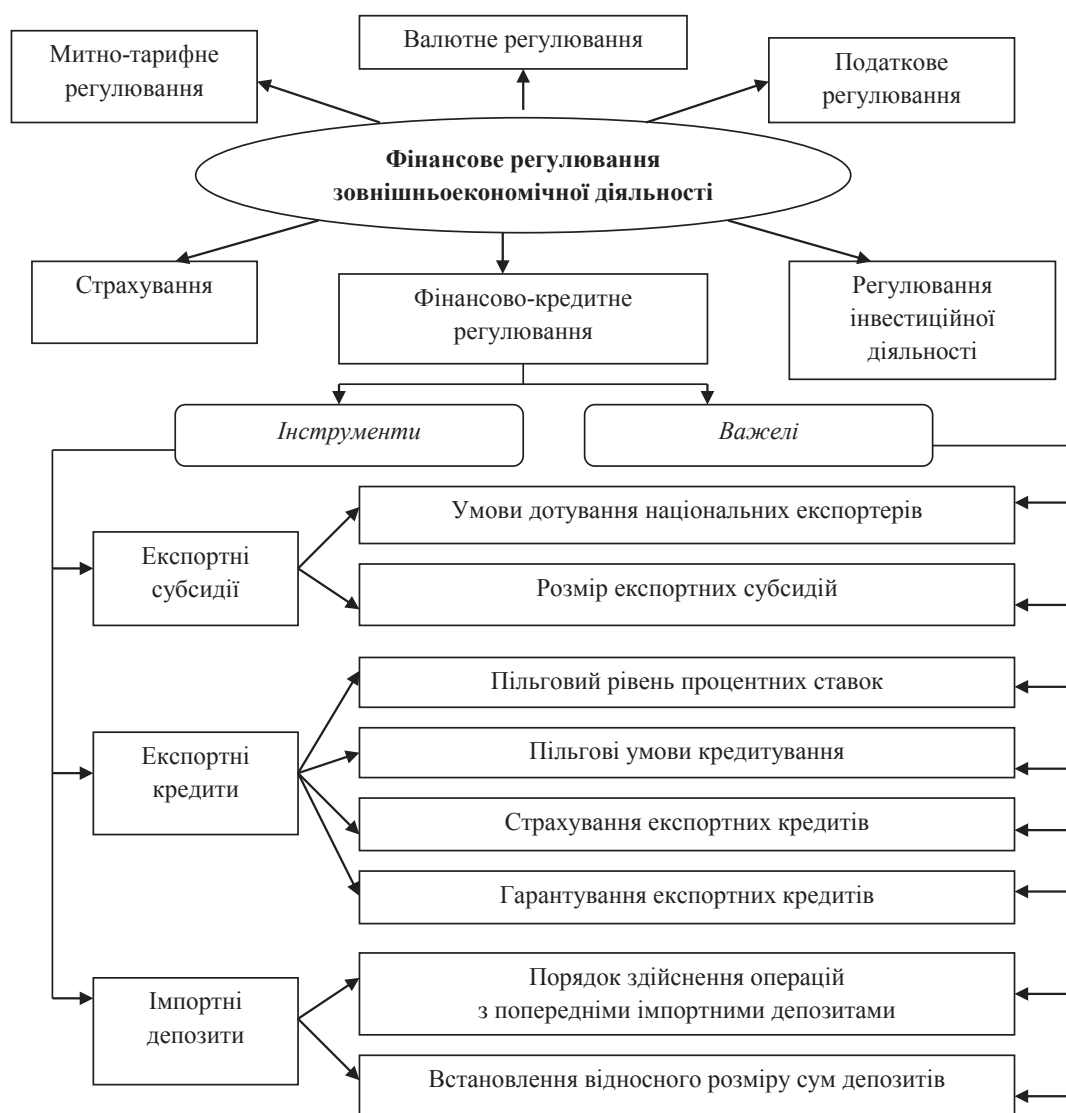 Валютне регулювання
Митно-тарифне
регулювання
Податкове
регулювання
Фінансове регулювання
зовнішньоекономічної діяльності
Страхування
Фінансово-кредитне
регулювання
Регулювання
інвестиційної
діяльності
Інструменти
Важелі
Експортні
субсидії
Умови дотування національних експортерів
Розмір експортних субсидій
Експортні
кредити
Пільговий рівень процентних ставок
Пільгові умови кредитування
Страхування експортних кредитів
Гарантування експортних кредитів
Імпортні
депозити
Порядок здійснення операцій
з попередніми імпортними депозитами
Встановлення відносного розміру сум депозитів